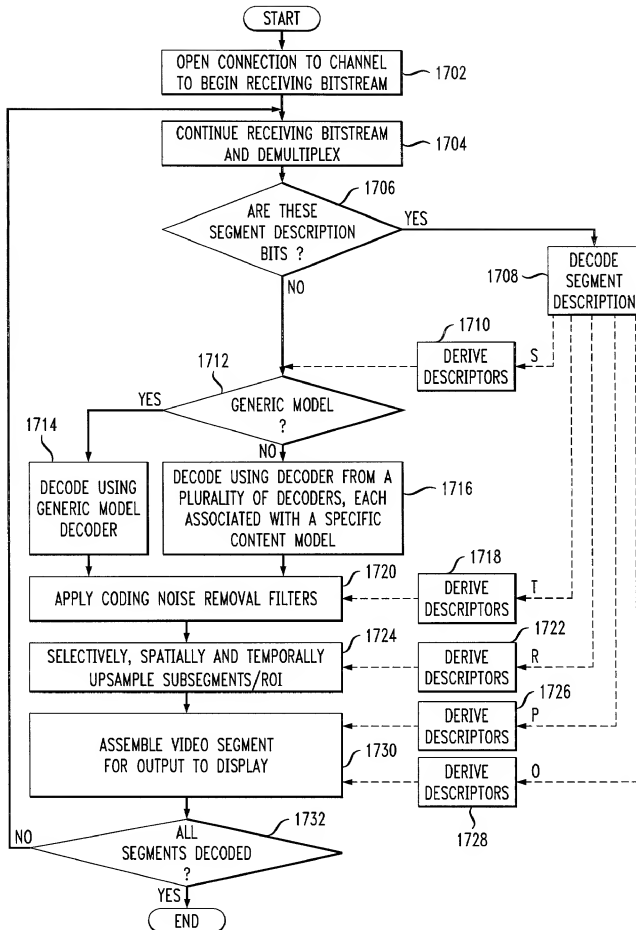 START
OPEN CONNECTION TO CHANNEL
TO BEGIN RECEIVING BITSTREAM
1702
CONTINUE RECEIVING BITSTREAM
AND DEMULTIPLEX
1704
1706
ARE THESE
SEGMENT DESCRIPTION
BITS ?
YES
NO
1708
DECODE
SEGMENT
DESCRIPTION
1710
DERIVE
DESCRIPTORS
S
1712
YES
GENERIC MODEL
?
NO
1714
DECODE USING
GENERIC MODEL
DECODER
DECODE USING DECODER FROM A
PLURALITY OF DECODERS, EACH
ASSOCIATED WITH A SPECIFIC
CONTENT MODEL
1716
1718
DERIVE
DESCRIPTORS
T
1720
APPLY CODING NOISE REMOVAL FILTERS
1722
DERIVE
DESCRIPTORS
R
1724
SELECTIVELY, SPATIALLY AND TEMPORALLY
UPSAMPLE SUBSEGMENTS/ROI
1726
DERIVE
DESCRIPTORS
P
ASSEMBLE VIDEO SEGMENT
FOR OUTPUT TO DISPLAY
1730
DERIVE
DESCRIPTORS
O
1728
1732
NO
ALL
SEGMENTS DECODED
?
YES
END